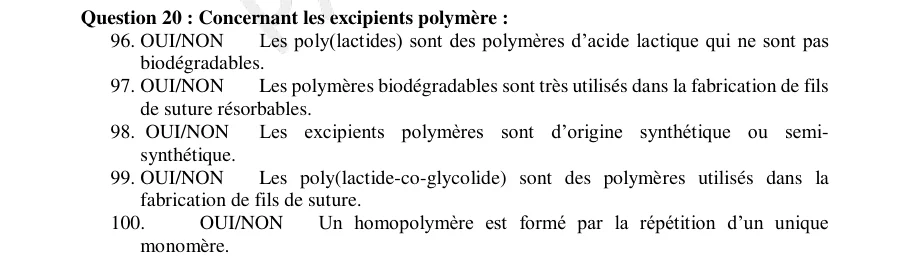 Question 20 : Concernant les excipients polymère :
96. OUI/NON Les poly(lactides) sont des polymères d'acide lactique qui ne sont pas
biodégradables.
97. OUI/NON Les polymères biodégradables sont très utilisés dans la fabrication de fils
de suture résorbables.
98. OUI/NON Les excipients polymères sont d'origine synthétique ou semi-
synthétique.
99. OUI/NON Les poly(lactide-co-glycolide) sont des polymères utilisés dans la
fabrication de fils de suture.
100. OUI/NON Un homopolymère est formé par la répétition d'un unique
monomère.